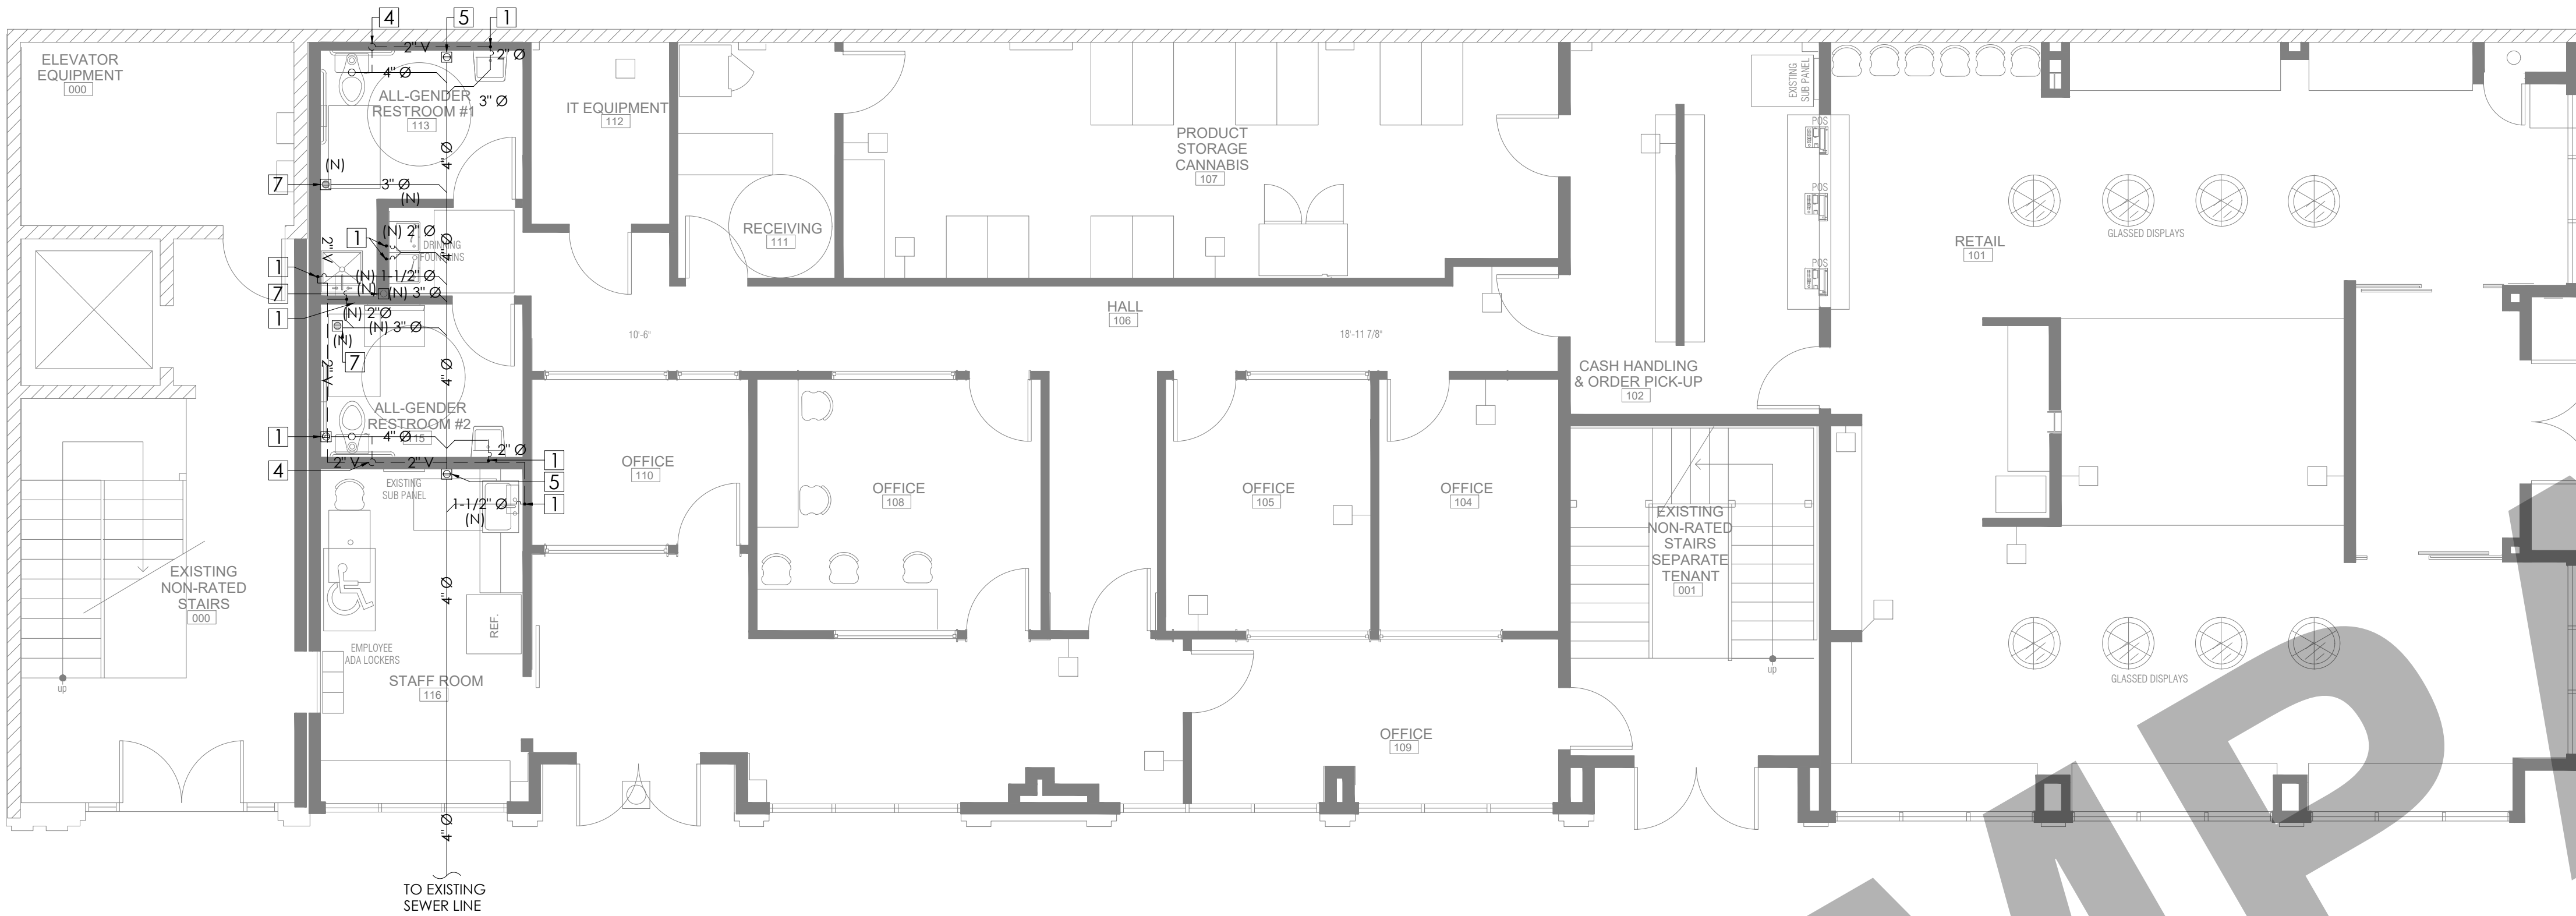 4
5
1
2" V
2" Ø
ELEVATOR
EQUIPMENT
000
4" Ø
ALL-GENDER
RESTROOM #1
113
3" Ø
4" Ø
(N)
7
3" Ø
(N)
IT EQUIPMENT
112
RECEIVING
111
PRODUCT
STORAGE
CANNABIS
107
EXISTING
SUB PANEL
POS
POS
POS
RETAIL
101
GLASSED DISPLAYS
1
(N) 2" Ø
DRINKING
FOUNTAINS
4" Ø
2" V
1
(N) 1-1/2" Ø
(N)
7
(N) 3" Ø
1
(N) 2"Ø
(N) 3" Ø
(N)
7
2" V
4" Ø
HALL
106
10'-6"
18'-11 7/8"
CASH HANDLING
& ORDER PICK-UP
102
ALL-GENDER
RESTROOM #2
115
1
4" Ø
2" Ø
4
2" V
2" V
1
5
1
EXISTING
SUB PANEL
1-1/2" Ø
(N)
OFFICE
110
OFFICE
108
OFFICE
105
OFFICE
104
EXISTING
NON-RATED
STAIRS
SEPARATE
TENANT
001
up
EXISTING
NON-RATED
STAIRS
000
up
4" Ø
REF.
EMPLOYEE
ADA LOCKERS
STAFF ROOM
116
OFFICE
109
GLASSED DISPLAYS
4" Ø
TO EXISTING
SEWER LINE
MP